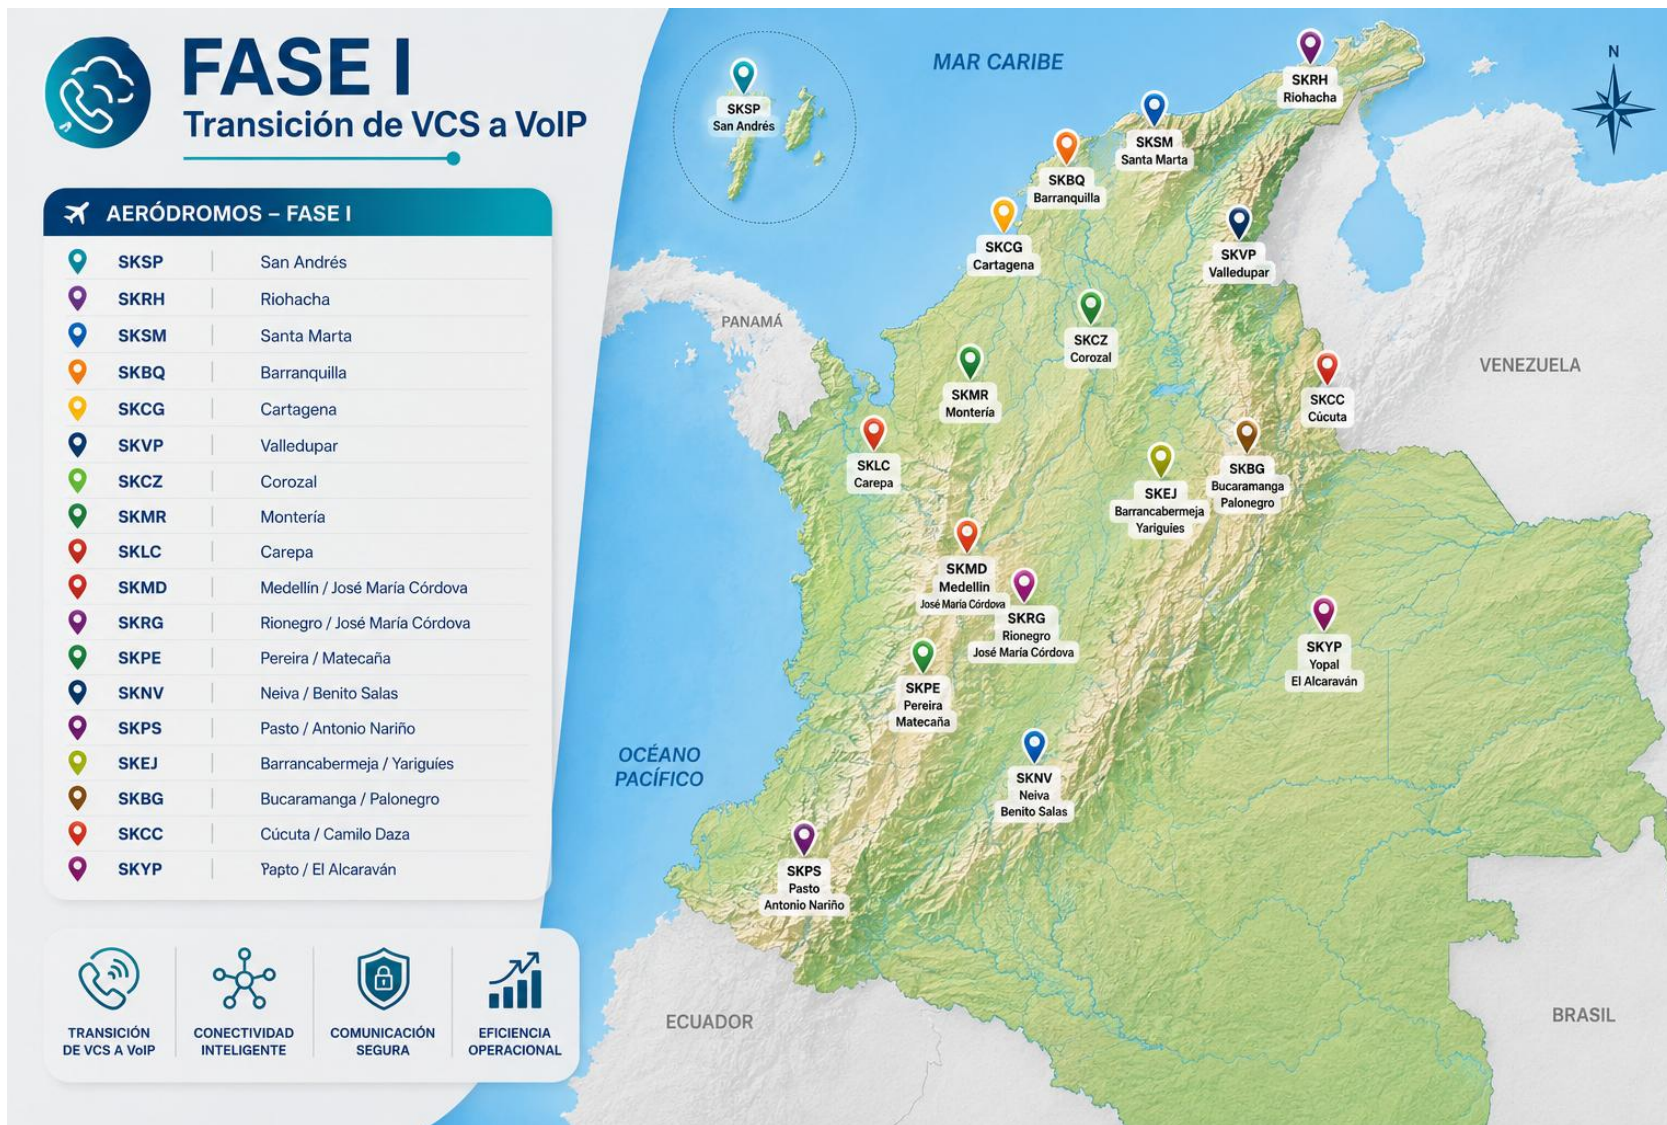 FASE I
Transición de VCS a VoIP
AERÓDROMOS – FASE I
SKSP San Andrés
SKRH Riohacha
SKSM Santa Marta
SKBQ Barranquilla
SKCG Cartagena
SKVP Valledupar
SKCZ Corozal
SKMR Montería
SKLC Carepa
SKMD Medellín / José María Córdova
SKRG Rionegro / José María Córdova
SKPE Pereira / Matecaña
SKNV Neiva / Benito Salas
SKPS Pasto / Antonio Nariño
SKEJ Barrancabermeja / Yariguíes
SKBG Bucaramanga / Palonegro
SKCC Cúcuta / Camilo Daza
SKYP Yapto / El Alcaraván
TRANSICIÓN
DE VCS A VoIP
CONECTIVIDAD
INTELIGENTE
COMUNICACIÓN
SEGURA
EFICIENCIA
OPERACIONAL
MAR CARIBE
N
SKSP
San Andrés
SKRH
Riohacha
SKSM
Santa Marta
SKBQ
Barranquilla
SKCG
Cartagena
SKVP
Valledupar
PANAMÁ
SKCZ
Corozal
VENEZUELA
SKMR
Montería
SKCC
Cúcuta
SKLC
Carepa
SKBG
Bucaramanga
Palonegro
SKEJ
Barrancabermeja
Yariguies
SKMD
Medellin
José María Córdova
SKRG
Rionegro
José María Córdova
SKYP
Yopal
El Alcaraván
SKPE
Pereira
Matecaña
OCÉANO
PACÍFICO
SKNV
Neiva
Benito Salas
SKPS
Pasto
Antonio Nariño
ECUADOR
BRASIL